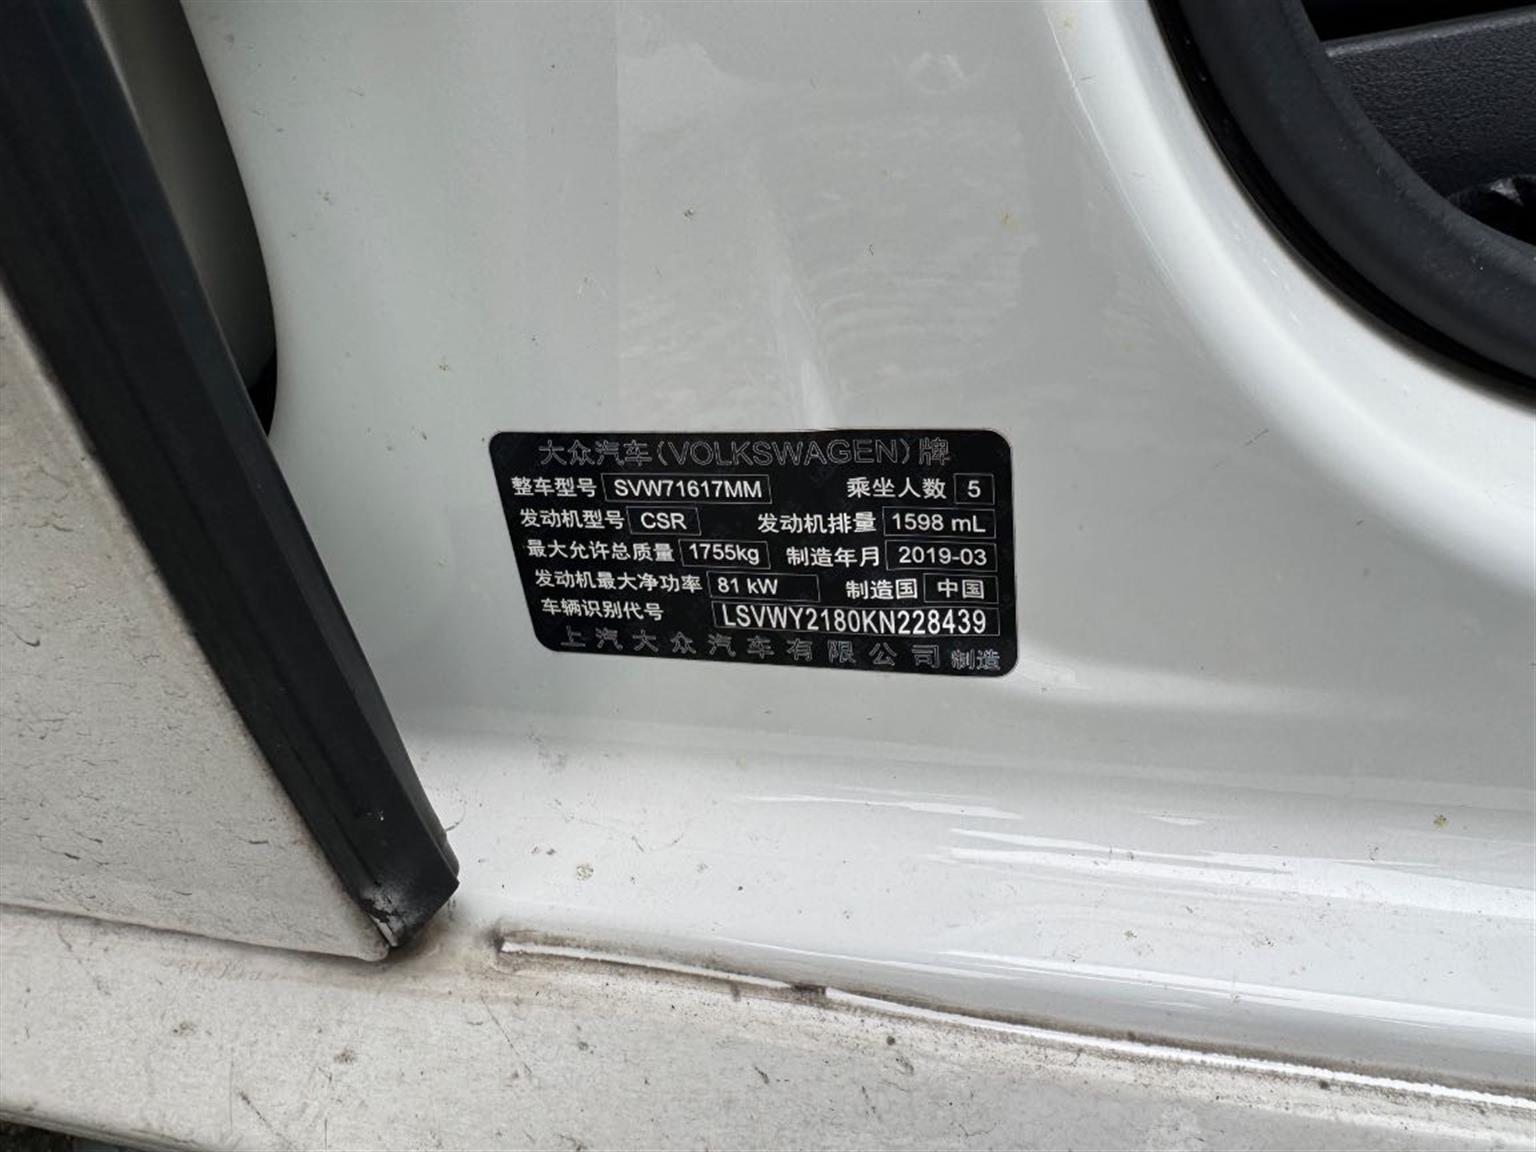 大众汽车(VOLKSWAGEN)牌
整车型号 SVW71617MM 乘坐人数 5
发动机型号 CSR 发动机排量 1598 mL
最大允许总质量 1755kg 制造年月 2019-03
发动机最大净功率 81 kW 制造国 中国
车辆识别代号 LSVWY2180KN228439
上汽大众汽车有限公司 制造